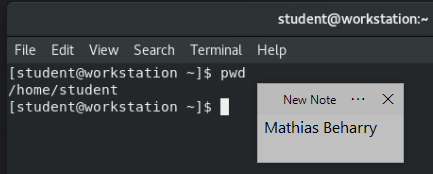 student@workstation:~
File Edit View Search Terminal Help
[student@workstation ~]$ pwd
/home/student
[student@workstation ~]$
New Note ... ×
Mathias Beharry